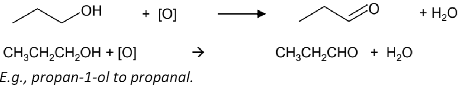 OH + [O] O + H₂O
CH₃CH₂CH₂OH + [O] → CH₃CH₂CHO + H₂O
E.g., propan-1-ol to propanal.